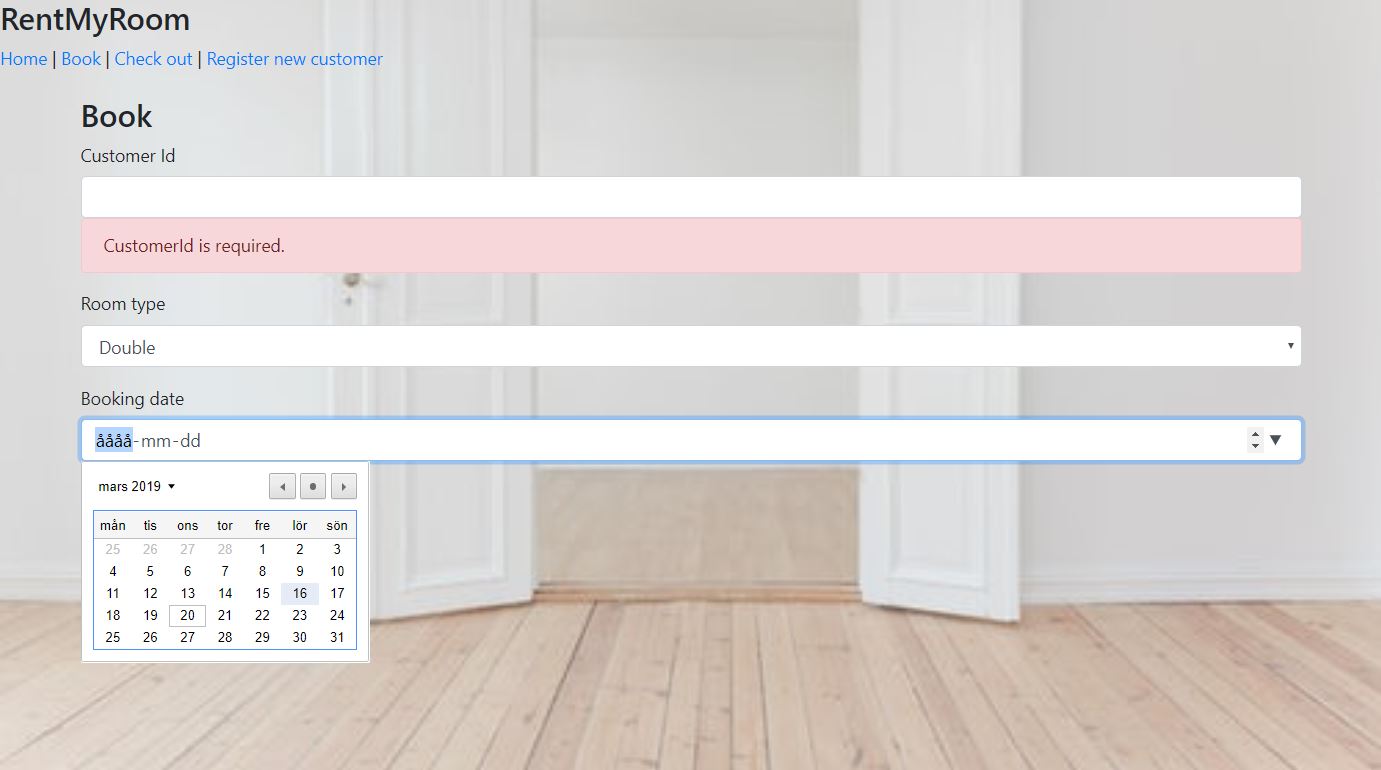 RentMyRoom
Home | Book | Check out | Register new customer
Book
Customer Id
CustomerId is required.
Room type
Double
Booking date
åååå-mm-dd
mars 2019
mån tis ons tor fre lör sön
25 26 27 28 1 2 3
4 5 6 7 8 9 10
11 12 13 14 15 16 17
18 19 20 21 22 23 24
25 26 27 28 29 30 31